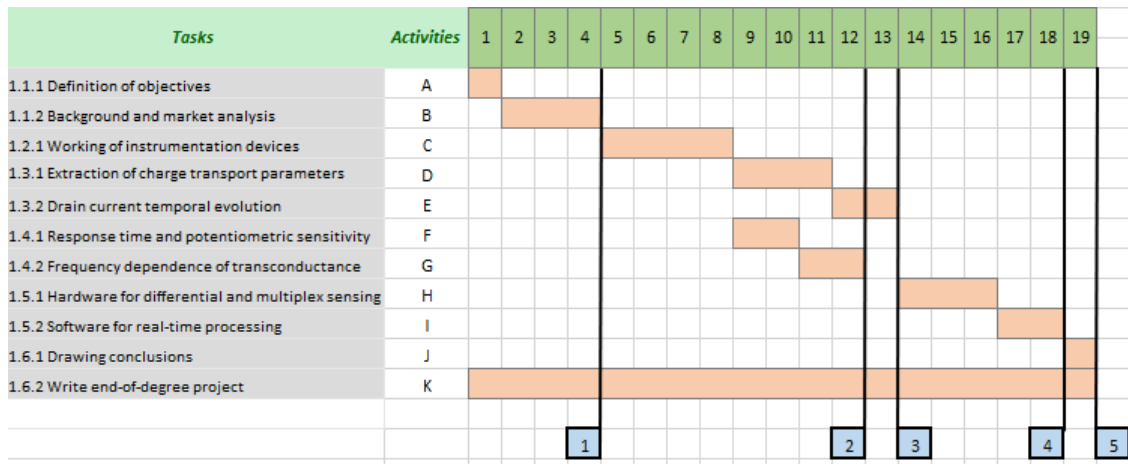 Tasks Activities 1 2 3 4 5 6 7 8 9 10 11 12 13 14 15 16 17 18 19
1.1.1 Definition of objectives A
1.1.2 Background and market analysis B
1.2.1 Working of instrumentation devices C
1.3.1 Extraction of charge transport parameters D
1.3.2 Drain current temporal evolution E
1.4.1 Response time and potentiometric sensitivity F
1.4.2 Frequency dependence of transconductance G
1.5.1 Hardware for differential and multiplex sensing H
1.5.2 Software for real-time processing I
1.6.1 Drawing conclusions J
1.6.2 Write end-of-degree project K
1 2 3 4 5